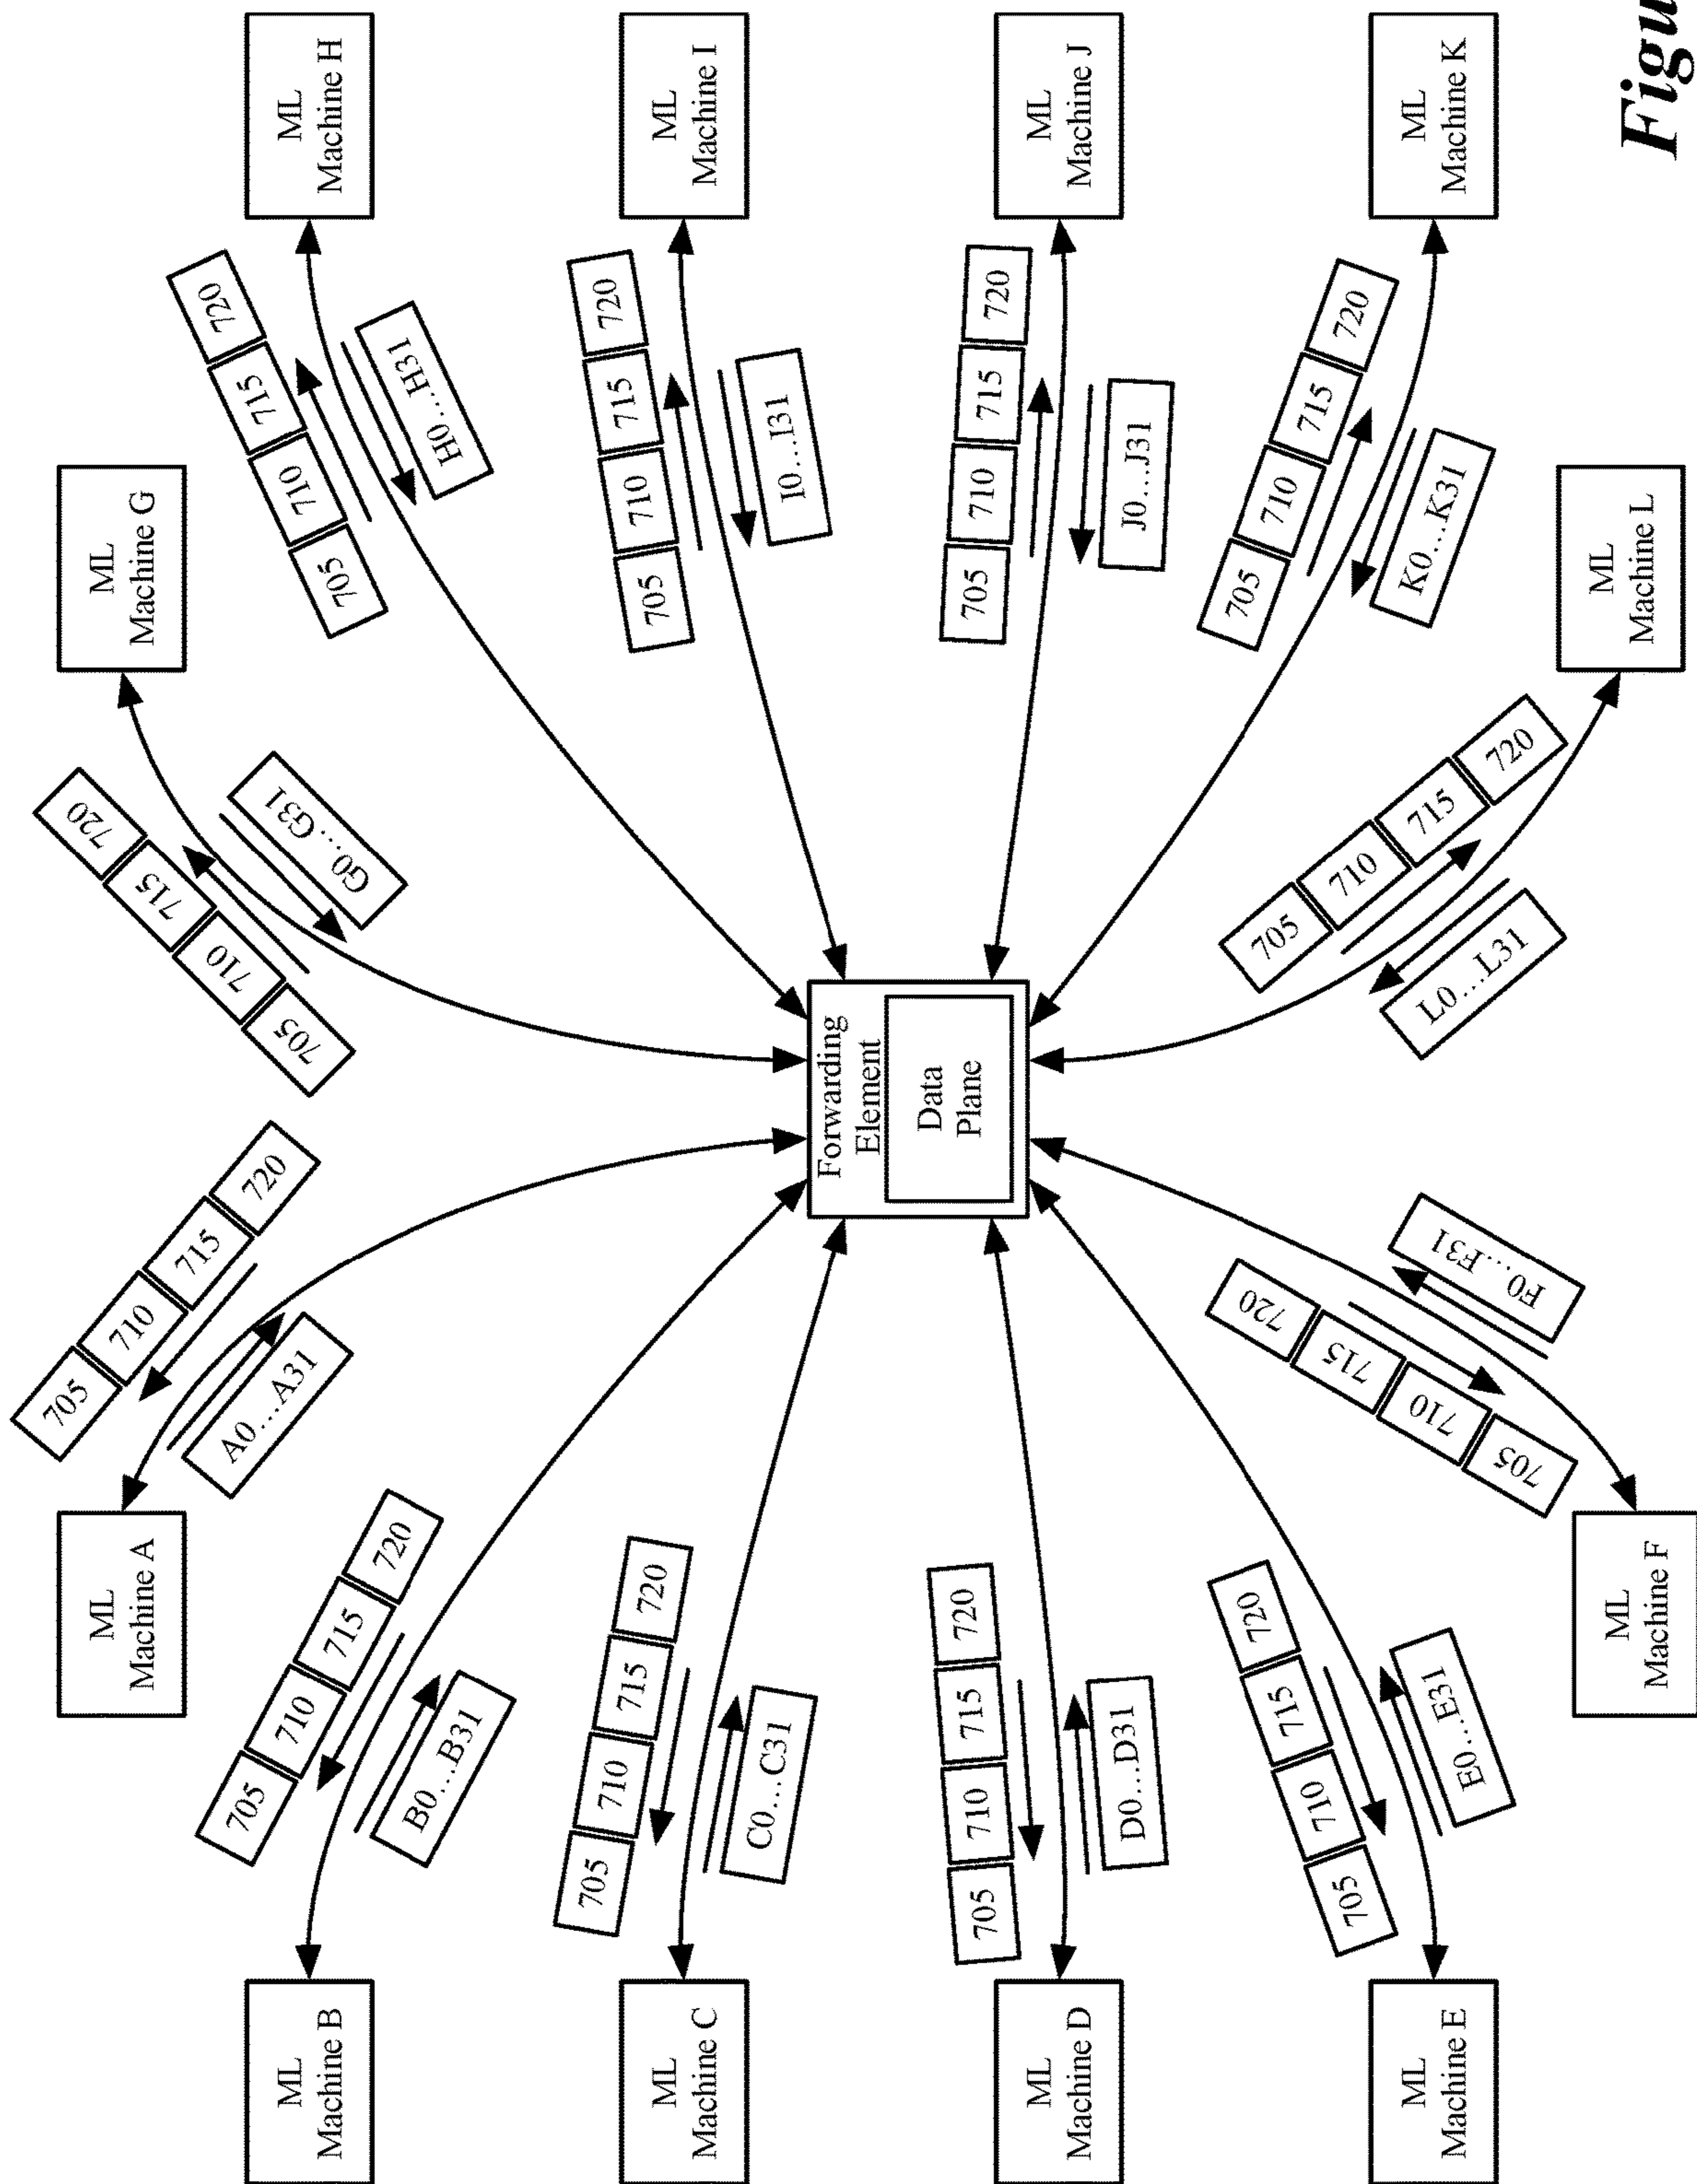 ML
Machine A
705
710
715
720
A0…A31
ML
Machine G
705
710
715
720
G0…G31
ML
Machine B
705
710
715
720
B0…B31
ML
Machine H
705
710
715
720
H0…H31
ML
Machine C
705
710
715
720
C0…C31
ML
Machine I
705
710
715
720
I0…I31
Forwarding
Element
Data
Plane
ML
Machine D
705
710
715
720
D0…D31
ML
Machine J
705
710
715
720
J0…J31
ML
Machine E
705
710
715
720
E0…E31
ML
Machine K
705
710
715
720
K0…K31
ML
Machine F
705
710
715
720
F0…F31
ML
Machine L
705
710
715
720
L0…L31
Figu